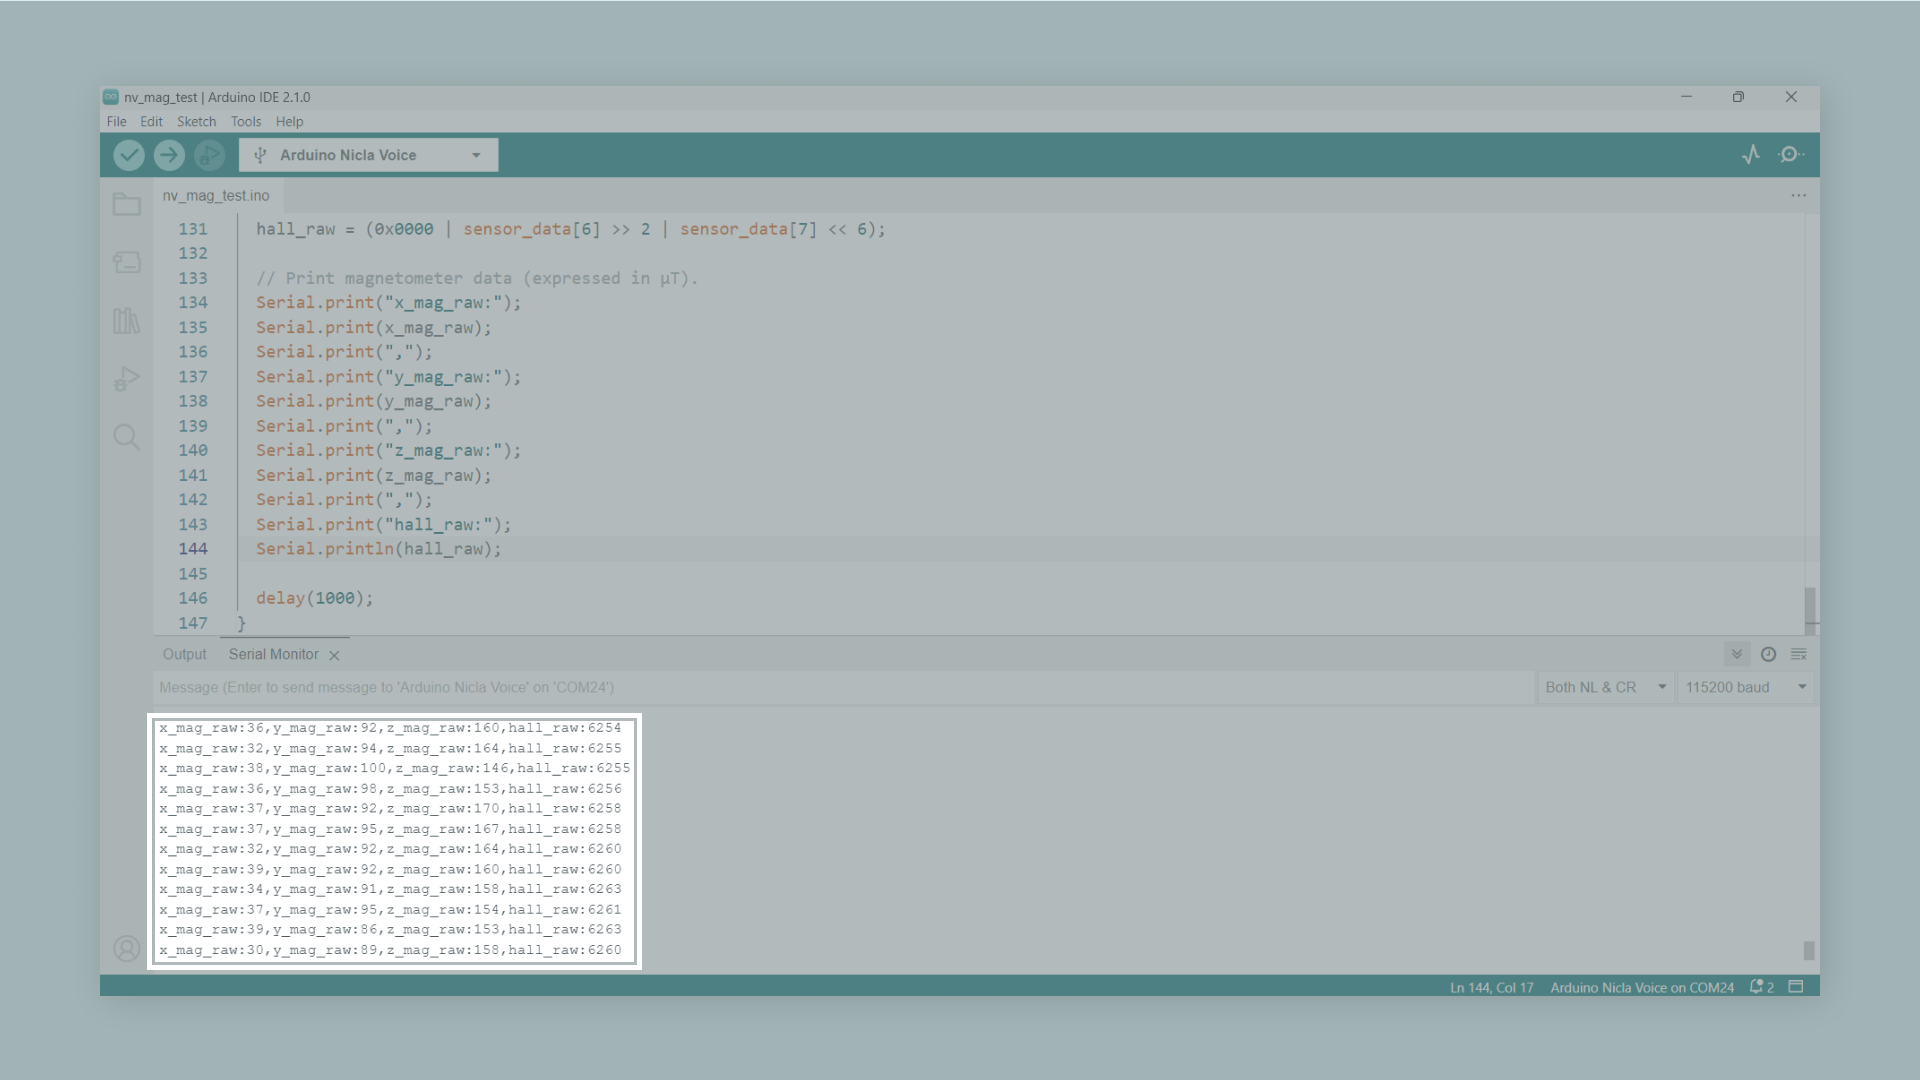 nv_mag_test | Arduino IDE 2.1.0
File Edit Sketch Tools Help
Arduino Nicla Voice
nv_mag_test.ino
131 hall_raw = (0x0000 | sensor_data[6] >> 2 | sensor_data[7] << 6);
132
133 // Print magnetometer data (expressed in μT).
134 Serial.print("x_mag_raw:");
135 Serial.print(x_mag_raw);
136 Serial.print(",");
137 Serial.print("y_mag_raw:");
138 Serial.print(y_mag_raw);
139 Serial.print(",");
140 Serial.print("z_mag_raw:");
141 Serial.print(z_mag_raw);
142 Serial.print(",");
143 Serial.print("hall_raw:");
144 Serial.println(hall_raw);
145
146 delay(1000);
147 }
Output Serial Monitor
Message (Enter to send message to 'Arduino Nicla Voice' on 'COM24') Both NL & CR 115200 baud
x_mag_raw:36,y_mag_raw:92,z_mag_raw:160,hall_raw:6254
x_mag_raw:32,y_mag_raw:94,z_mag_raw:164,hall_raw:6255
x_mag_raw:38,y_mag_raw:100,z_mag_raw:146,hall_raw:6255
x_mag_raw:36,y_mag_raw:98,z_mag_raw:153,hall_raw:6256
x_mag_raw:37,y_mag_raw:92,z_mag_raw:170,hall_raw:6258
x_mag_raw:37,y_mag_raw:95,z_mag_raw:167,hall_raw:6258
x_mag_raw:32,y_mag_raw:92,z_mag_raw:164,hall_raw:6260
x_mag_raw:39,y_mag_raw:92,z_mag_raw:160,hall_raw:6260
x_mag_raw:34,y_mag_raw:91,z_mag_raw:158,hall_raw:6263
x_mag_raw:37,y_mag_raw:95,z_mag_raw:154,hall_raw:6261
x_mag_raw:39,y_mag_raw:86,z_mag_raw:153,hall_raw:6263
x_mag_raw:30,y_mag_raw:89,z_mag_raw:158,hall_raw:6260
Ln 144, Col 17 Arduino Nicla Voice on COM24 2